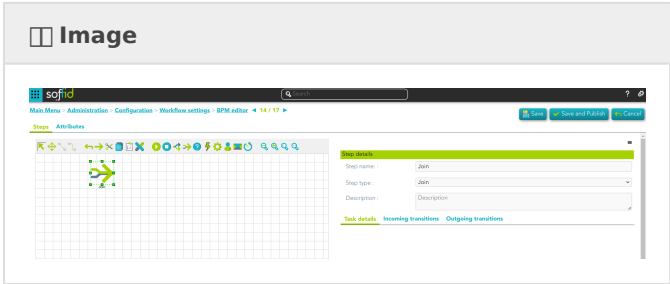 Image
soffid
Search
?
Main Menu > Administration > Configuration > Workflow settings > BPM editor ◄ 14 / 17 ►
Save
Save and Publish
Cancel
Steps Attributes
Step details
Step name : Join
Step type : Join
Description : Description
Task details Incoming transitions Outgoing transitions